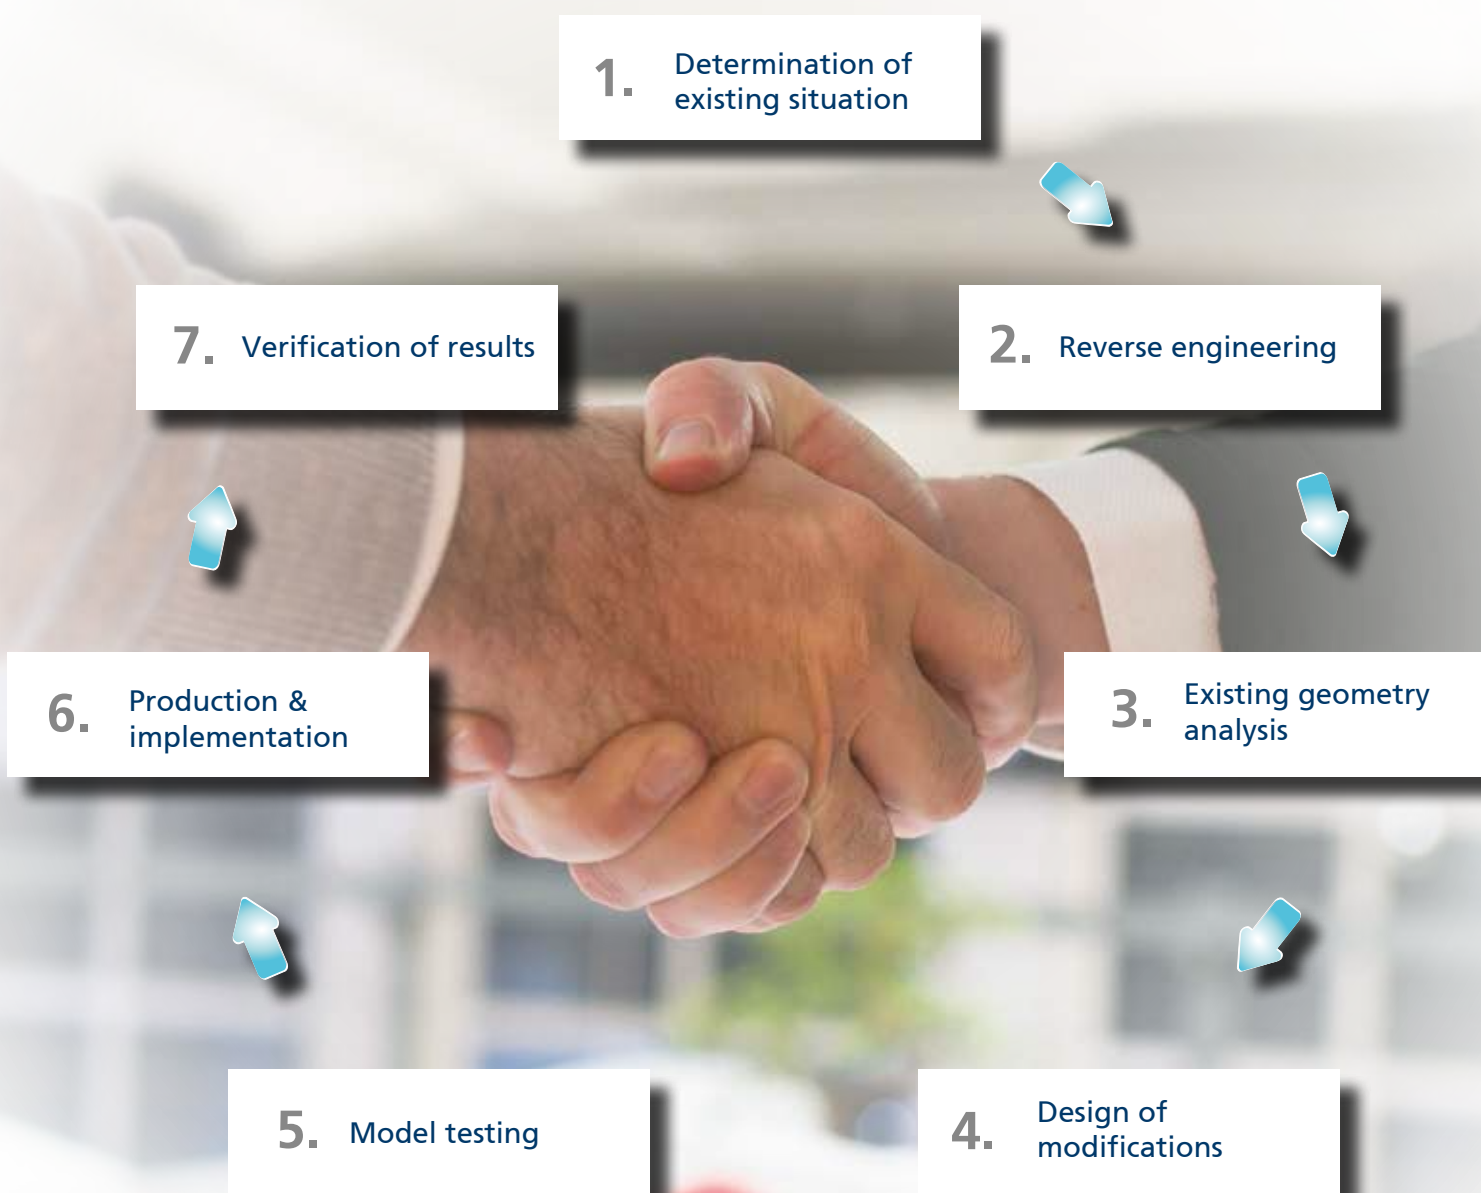 1. Determination of
existing situation
2. Reverse engineering
3. Existing geometry
analysis
4. Design of
modifications
5. Model testing
6. Production &
implementation
7. Verification of results